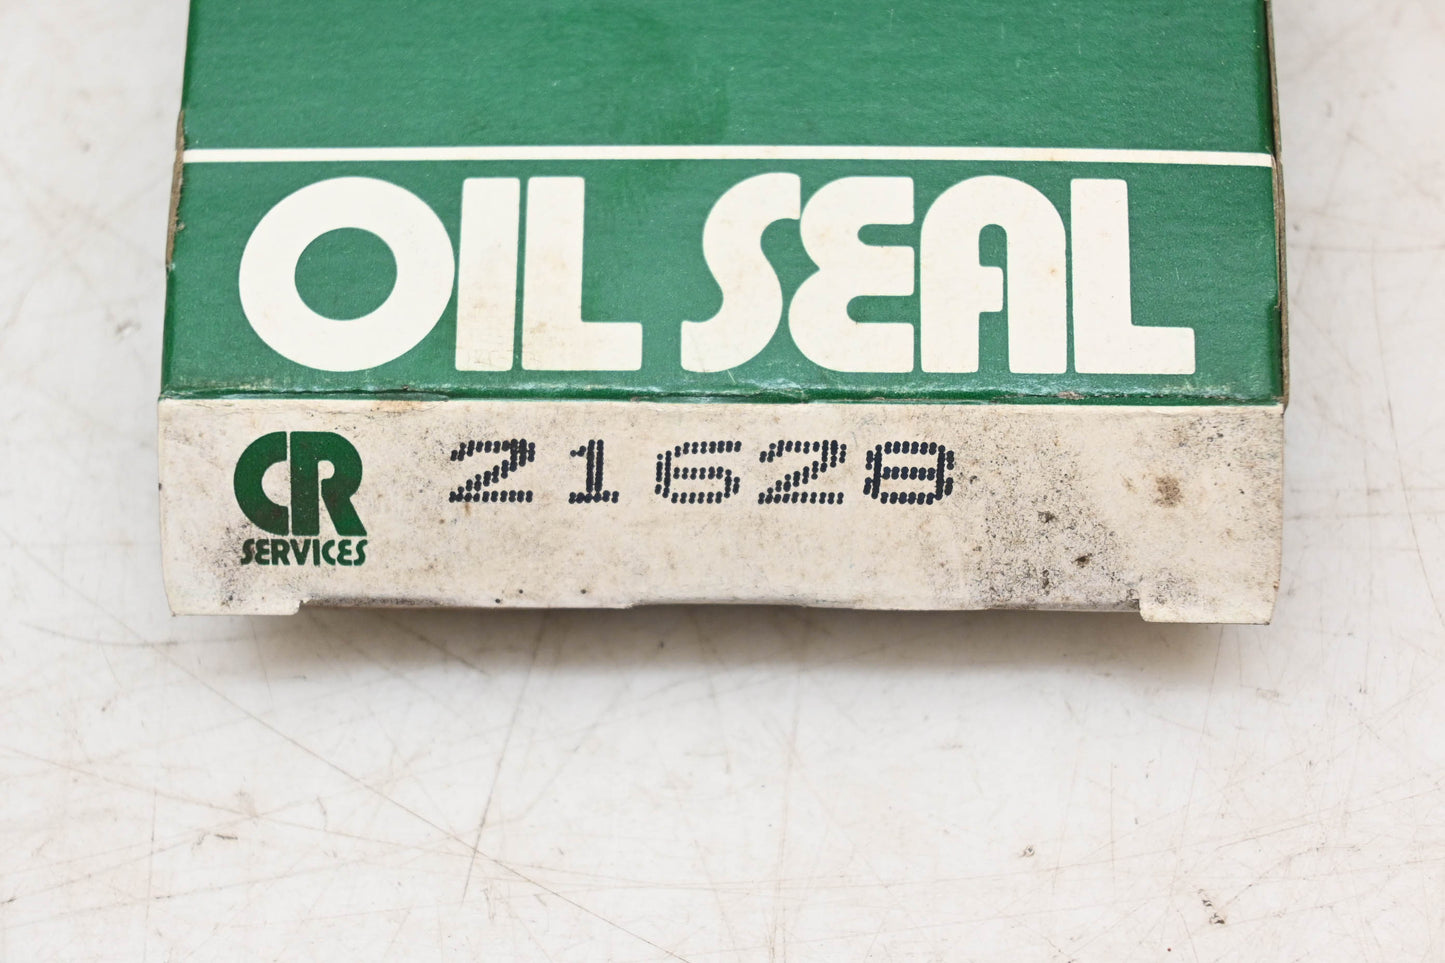 OIL SEAL
CR 21628
SERVICES